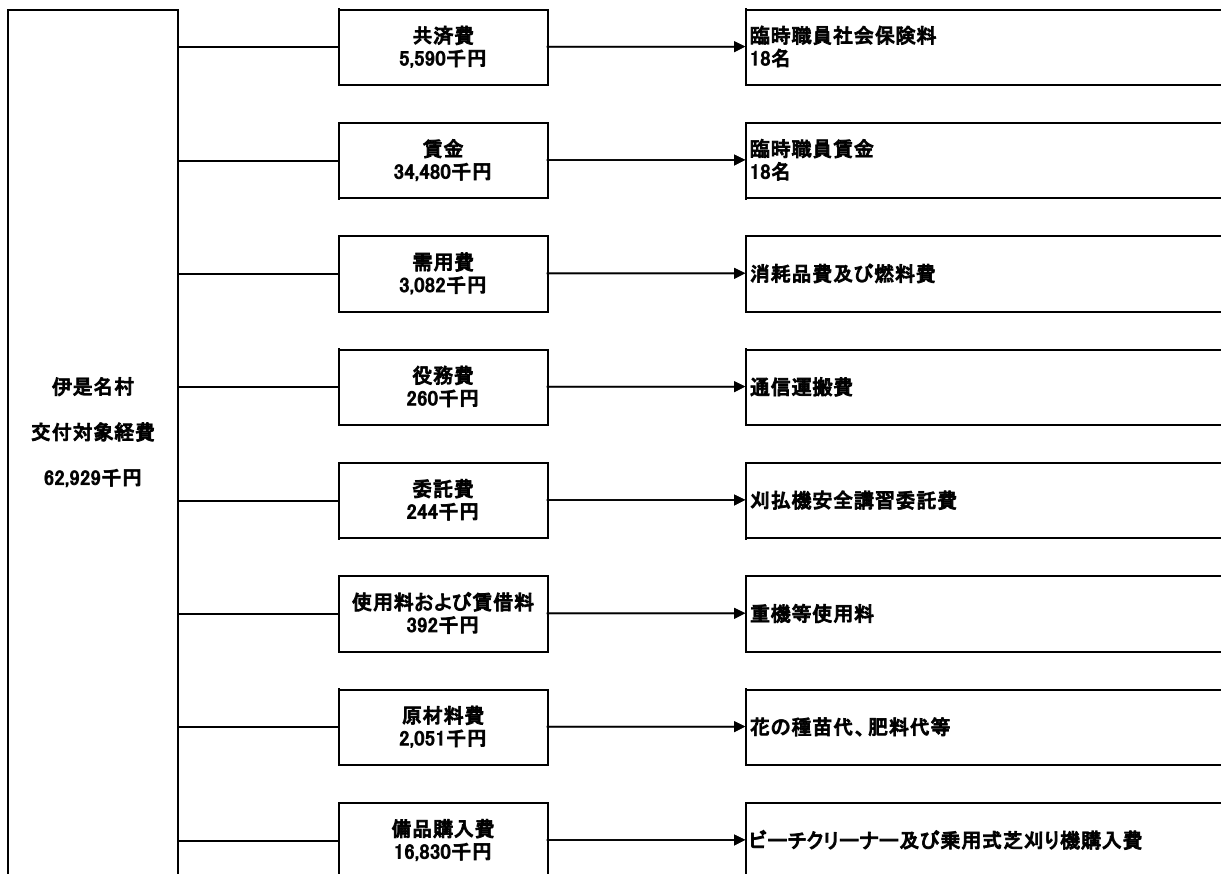 伊是名村
交付対象経費
62,929千円
共済費
5,590千円
臨時職員社会保険料
18名
賃金
34,480千円
臨時職員賃金
18名
需用費
3,082千円
消耗品費及び燃料費
役務費
260千円
通信運搬費
委託費
244千円
刈払機安全講習委託費
使用料および賃借料
392千円
重機等使用料
原材料費
2,051千円
花の種苗代、肥料代等
備品購入費
16,830千円
ビーチクリーナー及び乗用式芝刈り機購入費